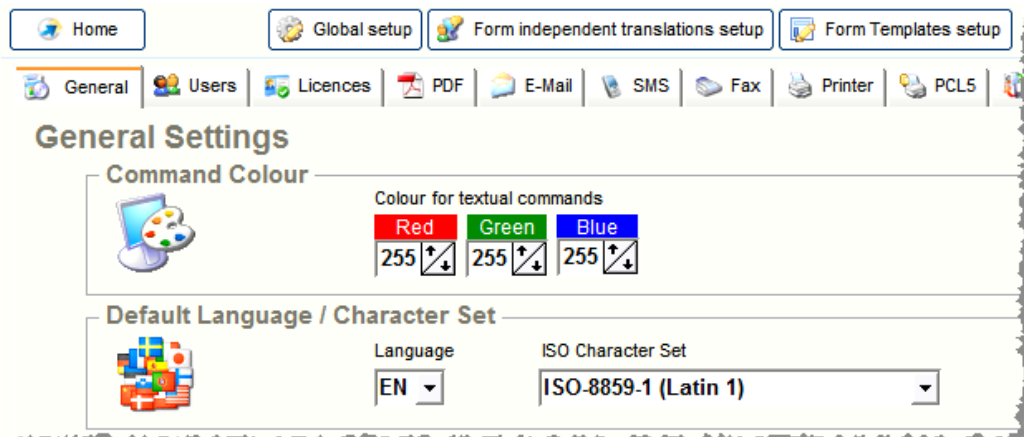 Home Global setup Form independent translations setup Form Templates setup
General Users Licences PDF E-Mail SMS Fax Printer PCL5
General Settings
Command Colour
Colour for textual commands
Red Green Blue
255 255 255
Default Language / Character Set
Language ISO Character Set
EN ISO-8859-1 (Latin 1)